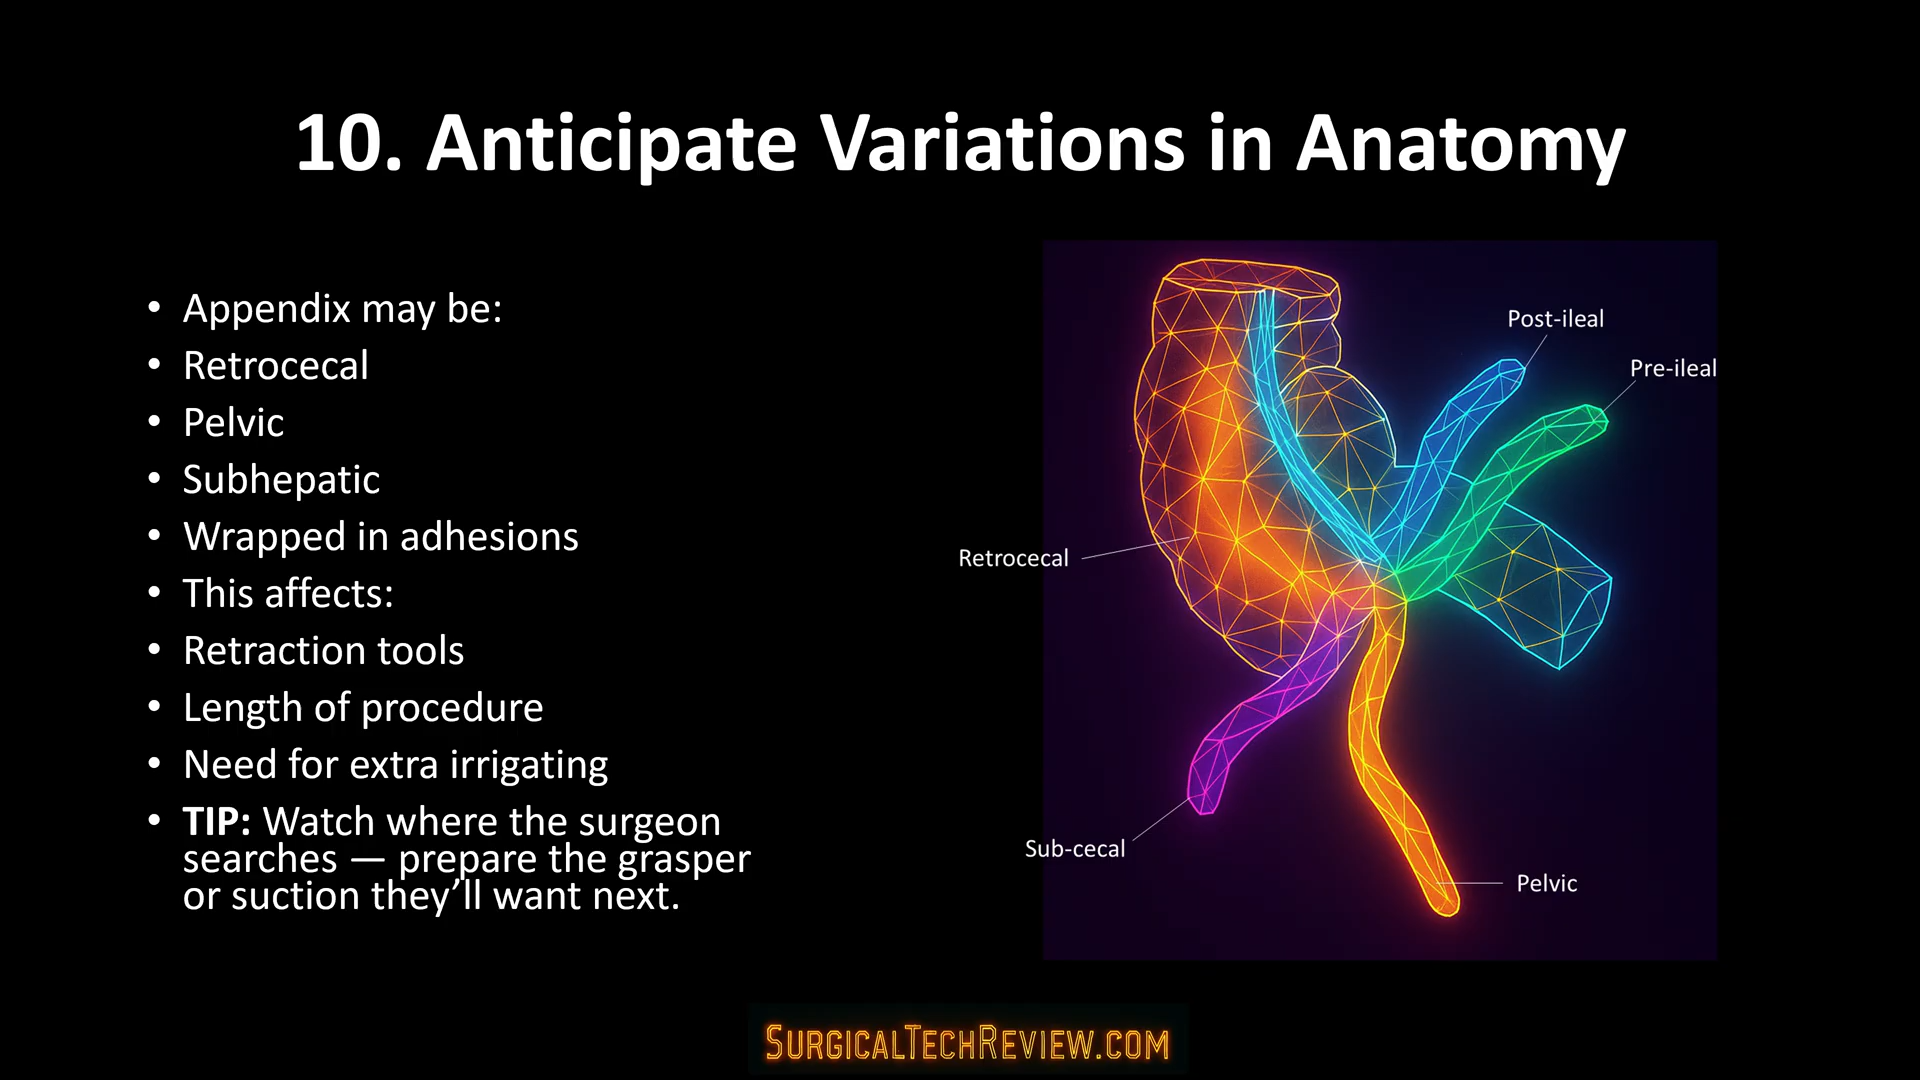 10. Anticipate Variations in Anatomy
• Appendix may be:
• Retrocecal
• Pelvic
• Subhepatic
• Wrapped in adhesions
• This affects:
• Retraction tools
• Length of procedure
• Need for extra irrigating
• TIP: Watch where the surgeon
searches — prepare the grasper
or suction they’ll want next.
Post-ileal
Pre-ileal
Retrocecal
Sub-cecal
Pelvic
SurgicalTechReview.com